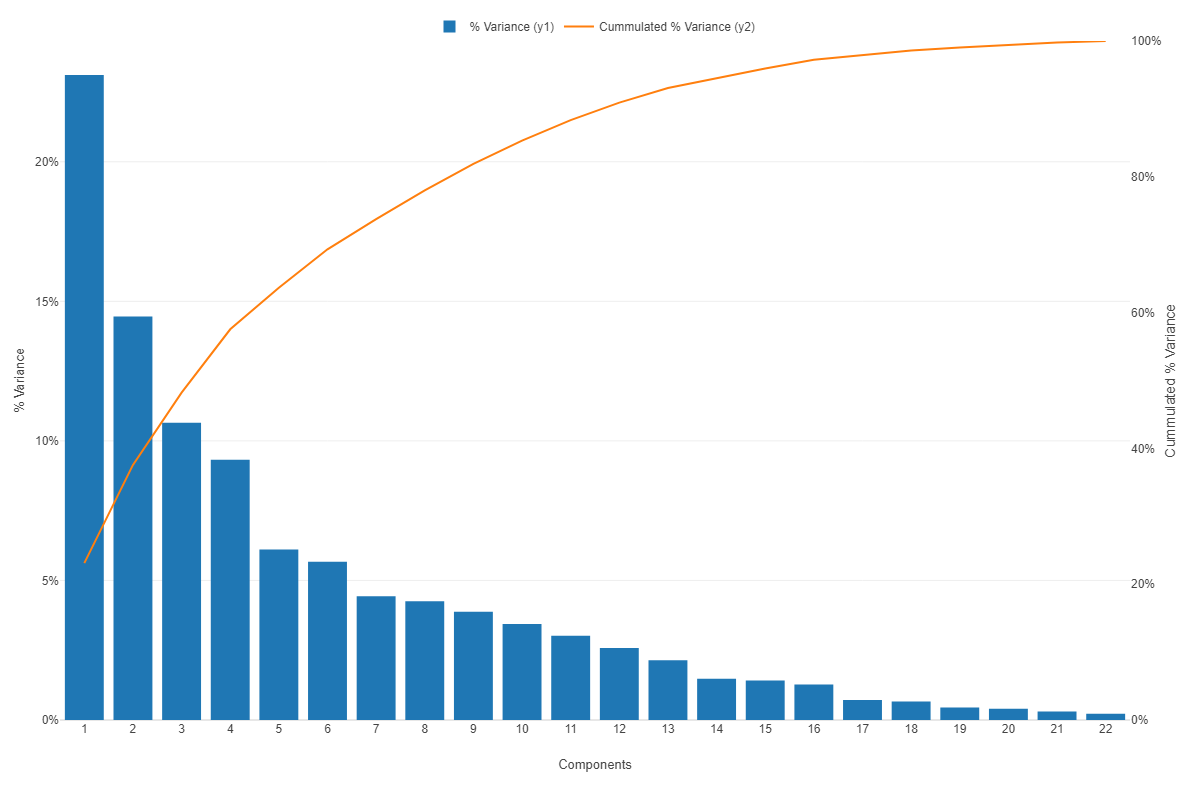 % Variance (y1) Cummulated % Variance (y2)
100%
20%
80%
15%
60%
% Variance
Cummulated % Variance
10%
40%
5%
20%
0%
0%
1 2 3 4 5 6 7 8 9 10 11 12 13 14 15 16 17 18 19 20 21 22
Components